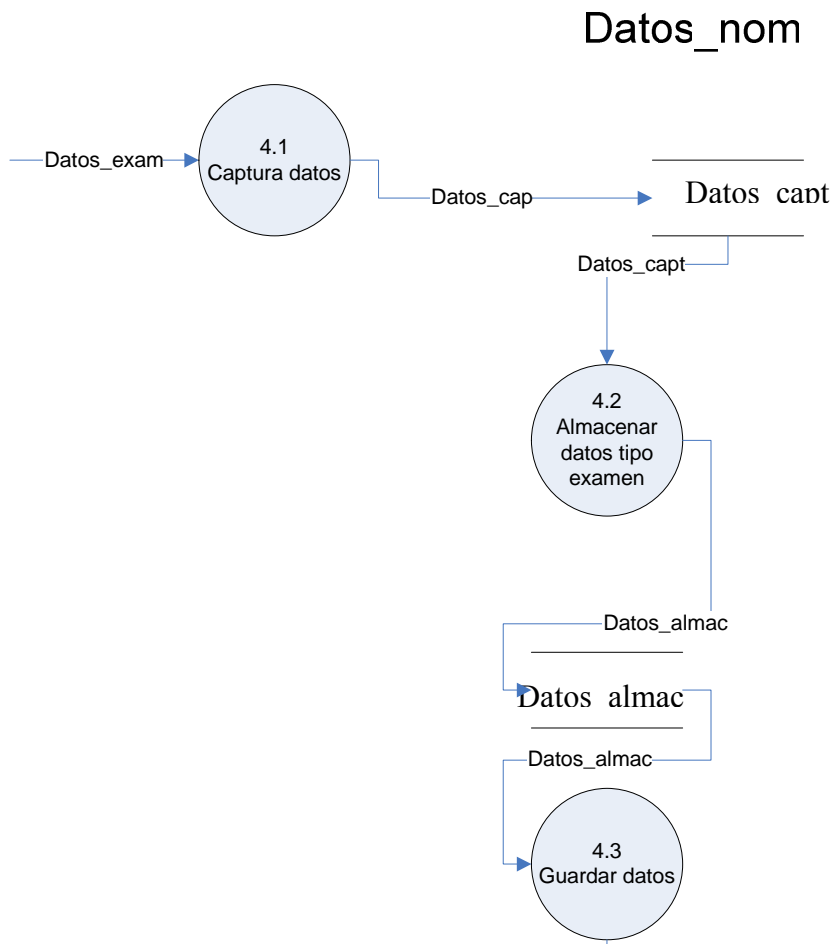 Datos_nom
4.1
Captura datos
Datos_exam
Datos_cap
Datos_capt
Datos_capt
4.2
Almacenar
datos tipo
examen
Datos_almac
Datos_almac
Datos_almac
4.3
Guardar datos